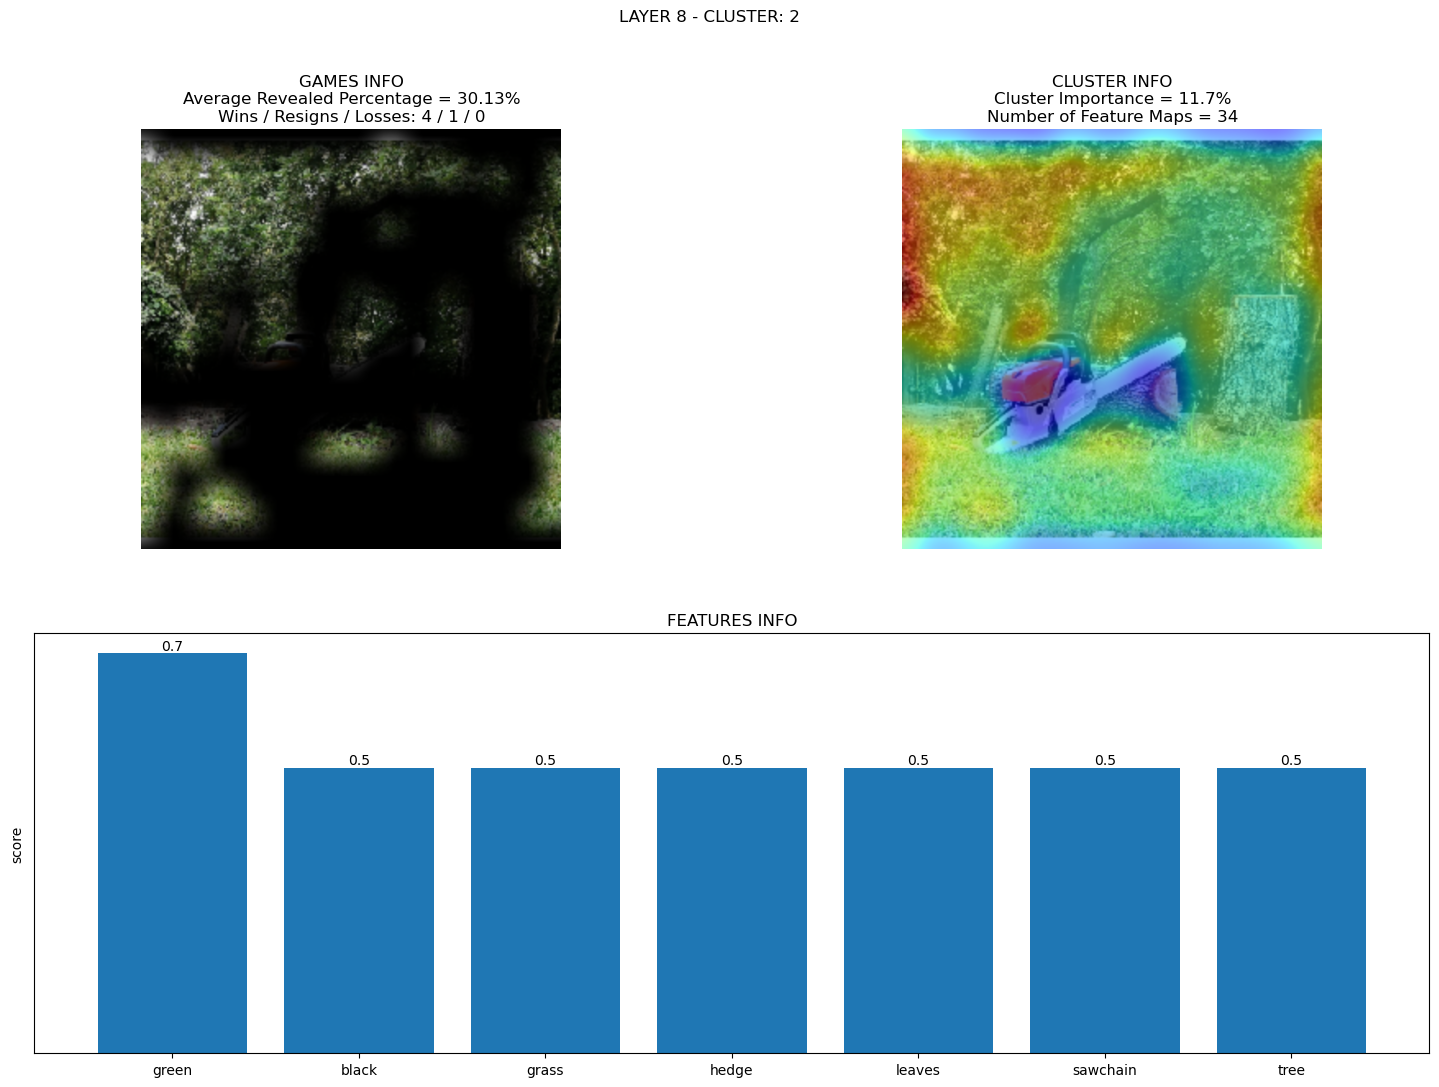 LAYER 8 - CLUSTER: 2
GAMES INFO
Average Revealed Percentage = 30.13%
Wins / Resigns / Losses: 4 / 1 / 0
CLUSTER INFO
Cluster Importance = 11.7%
Number of Feature Maps = 34
FEATURES INFO
score
0.7
0.5
0.5
0.5
0.5
0.5
0.5
green
black
grass
hedge
leaves
sawchain
tree